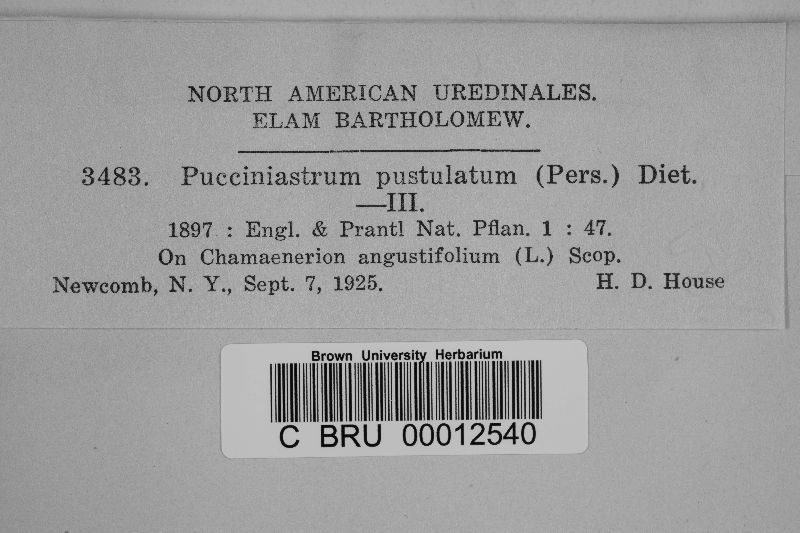 NORTH AMERICAN UREDINALES.
ELAM BARTHOLOMEW.
3483. Pucciniastrum pustulatum (Pers.) Diet.
—III.
1897 : Engl. & Prantl Nat. Pflan. 1 : 47.
On Chamaenerion angustifolium (L.) Scop.
Newcomb, N. Y., Sept. 7, 1925. H. D. House
Brown University Herbarium
C BRU 00012540